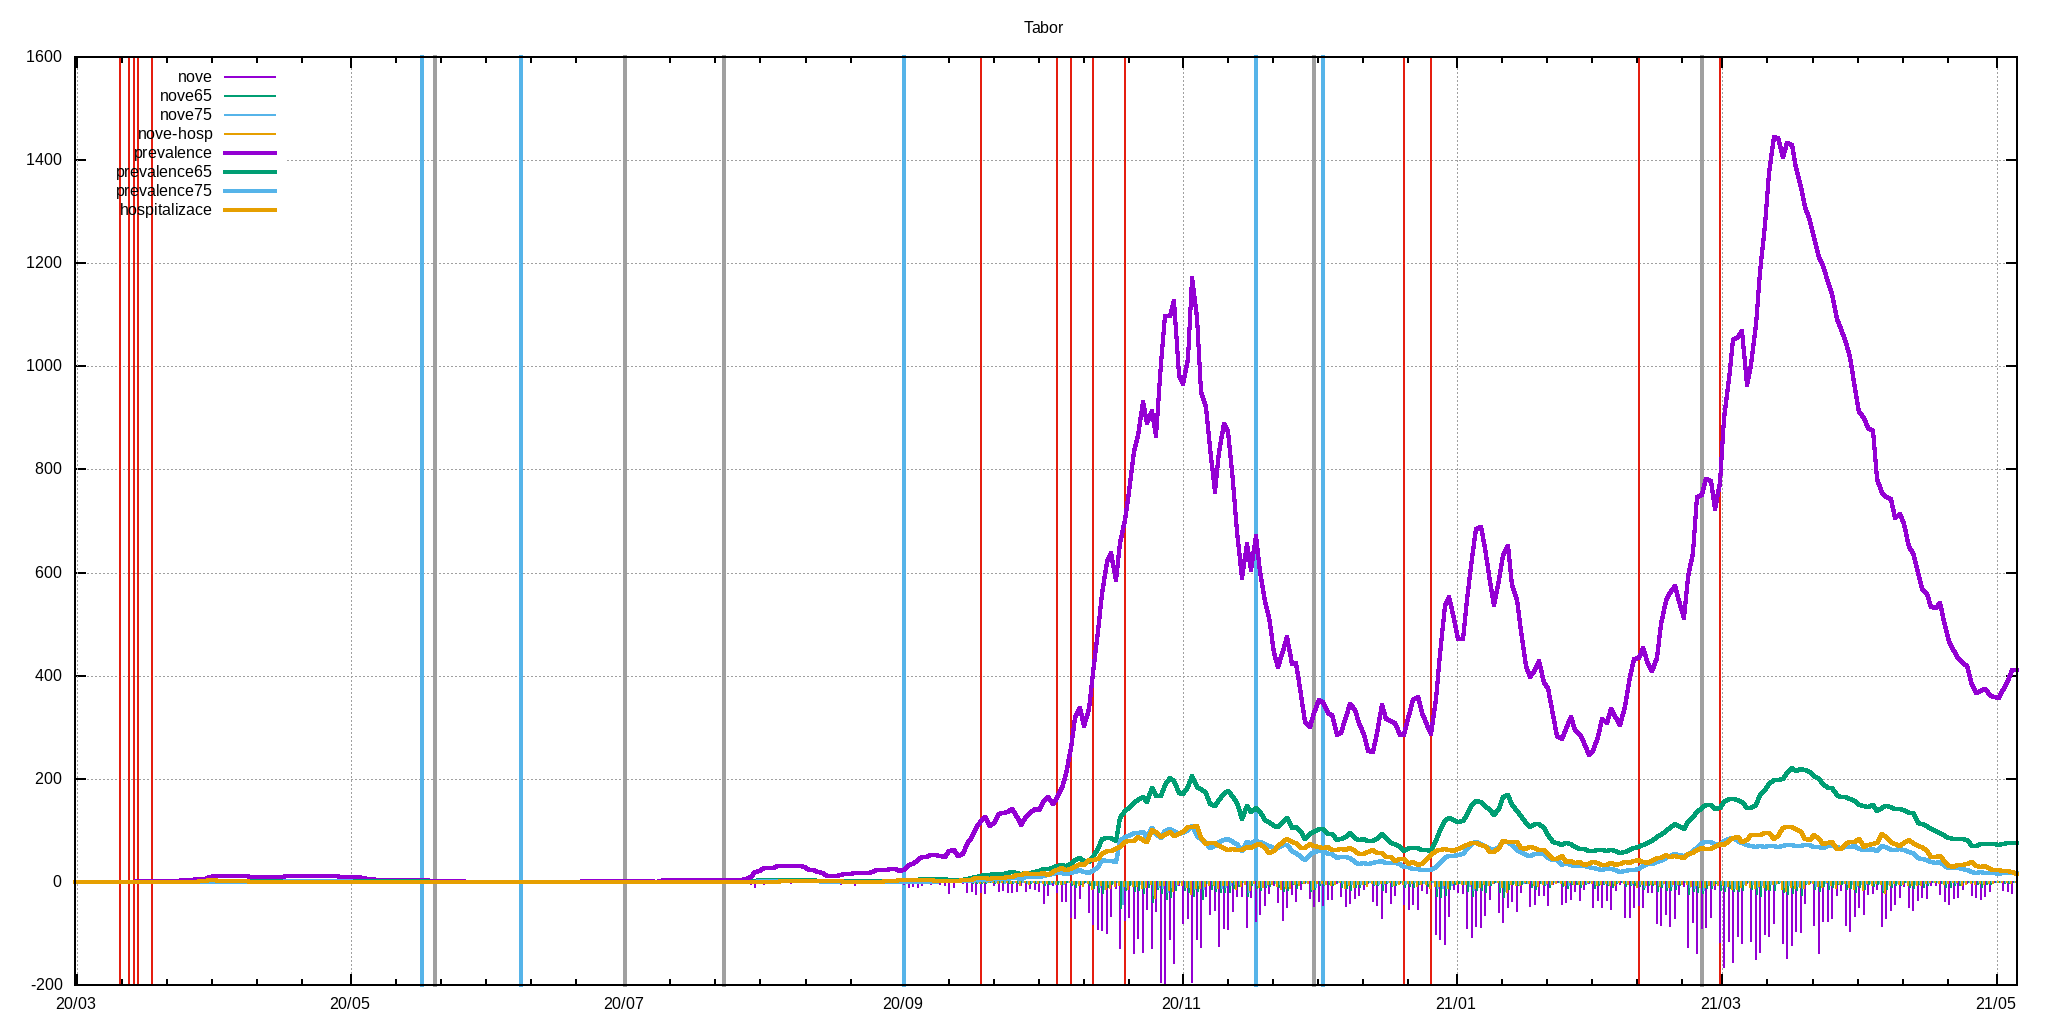 Tabor
1600
1400
1200
1000
800
600
400
200
0
-200
nove
nove65
nove75
nove-hosp
prevalence
prevalence65
prevalence75
hospitalizace
20/03 20/05 20/07 20/09 20/11 21/01 21/03 21/05